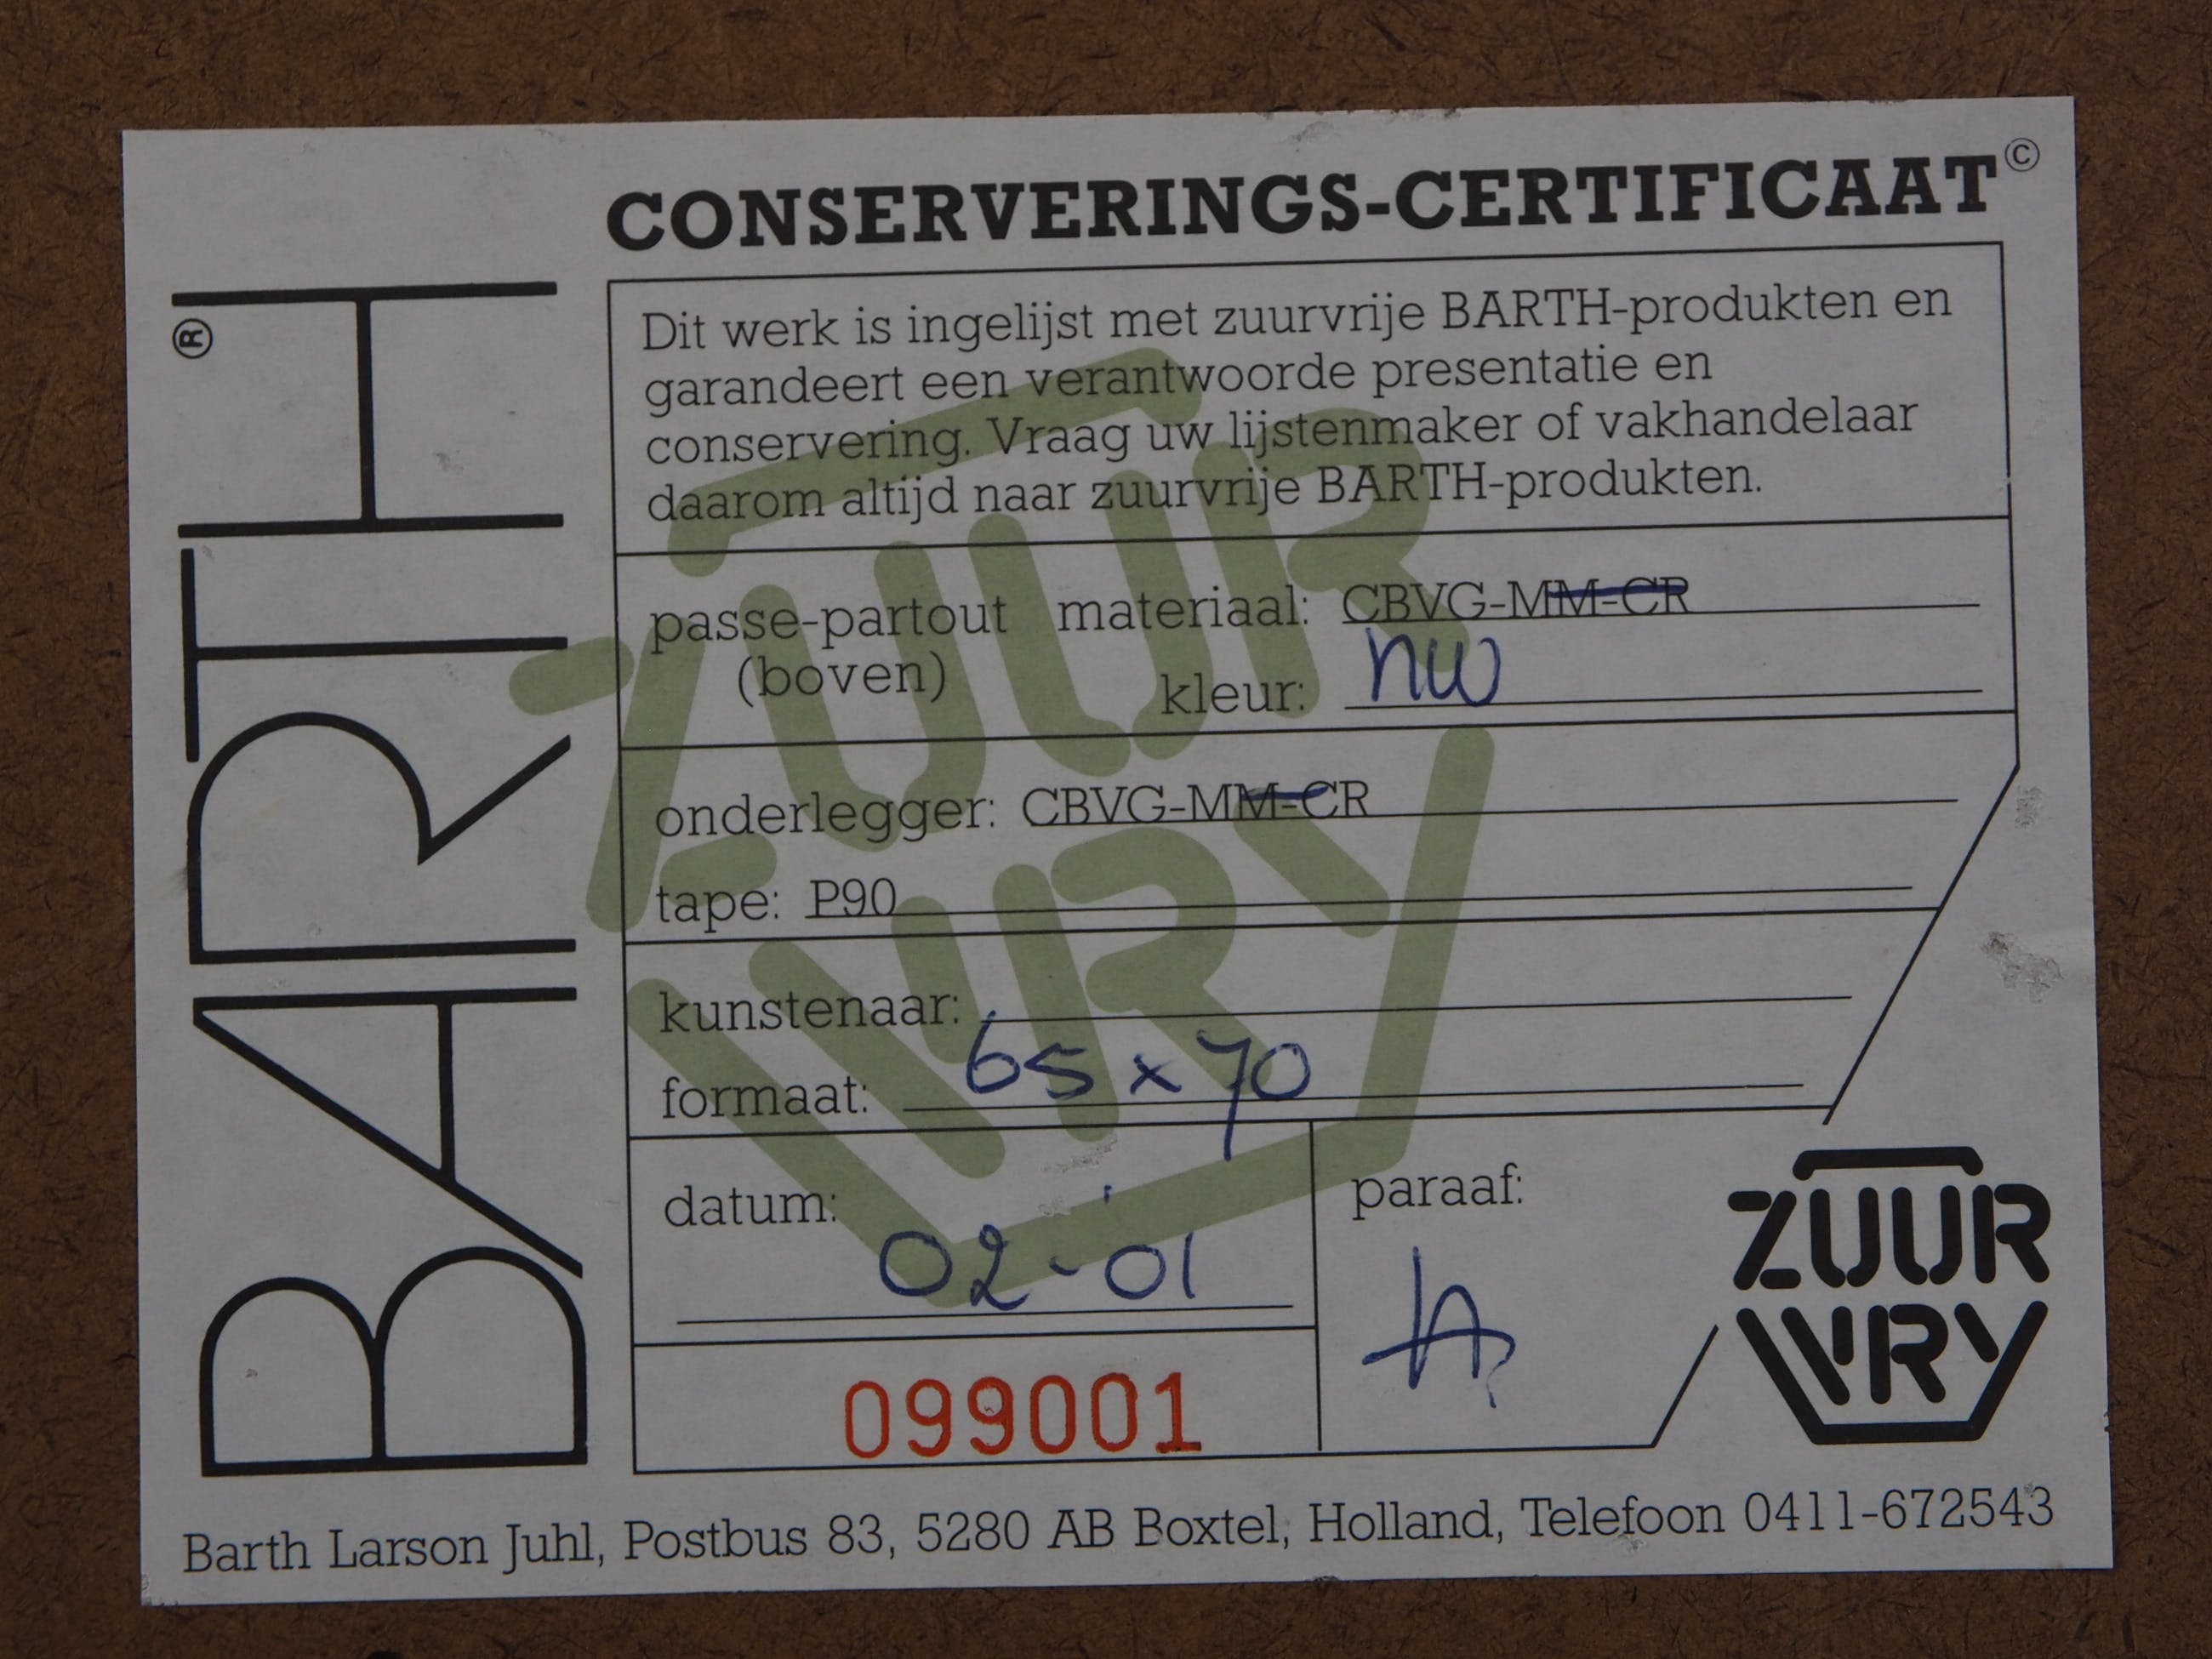 BARTH®
CONSERVERINGS-CERTIFICAAT©
Dit werk is ingelijst met zuurvrije BARTH-produkten en
garandeert een verantwoorde presentatie en
conservering. Vraag uw lijstenmaker of vakhandelaar
daarom altijd naar zuurvrije BARTH-produkten.
passe-partout materiaal: CBVG-MM-CR
(boven) kleur: nw
onderlegger: CBVG-MM-CR
tape: P90
kunstenaar:
formaat: 65 x 70
datum: 02-'01
paraaf:
099001
ZUUR
VRY
ZUUR
VRY
Barth Larson Juhl, Postbus 83, 5280 AB Boxtel, Holland, Telefoon 0411-672543